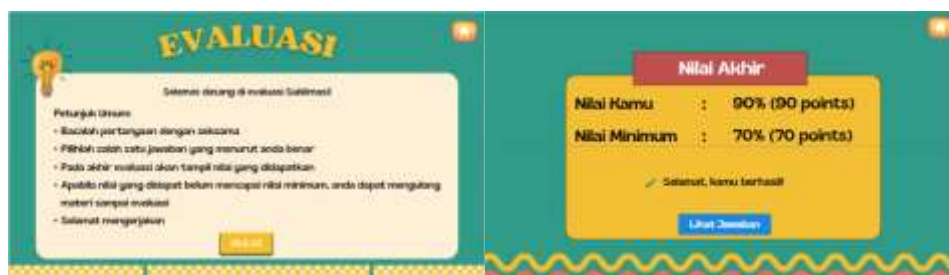 EVALUASI
Selamat datang di evaluasi Sublimasi!
Petunjuk Umum:
- Bacalah pertanyaan dengan seksama
- Pilihlah salah satu jawaban yang menurut anda benar
- Pada akhir evaluasi akan tampil nilai yang didapatkan
- Apabila nilai yang didapat belum mencapai nilai minimum, anda dapat mengulang
materi sampai evaluasi
- Selamat mengerjakan
Nilai Akhir
Nilai Kamu : 90% (90 points)
Nilai Minimum : 70% (70 points)
Selamat, kamu berhasil!
Lihat Jawaban